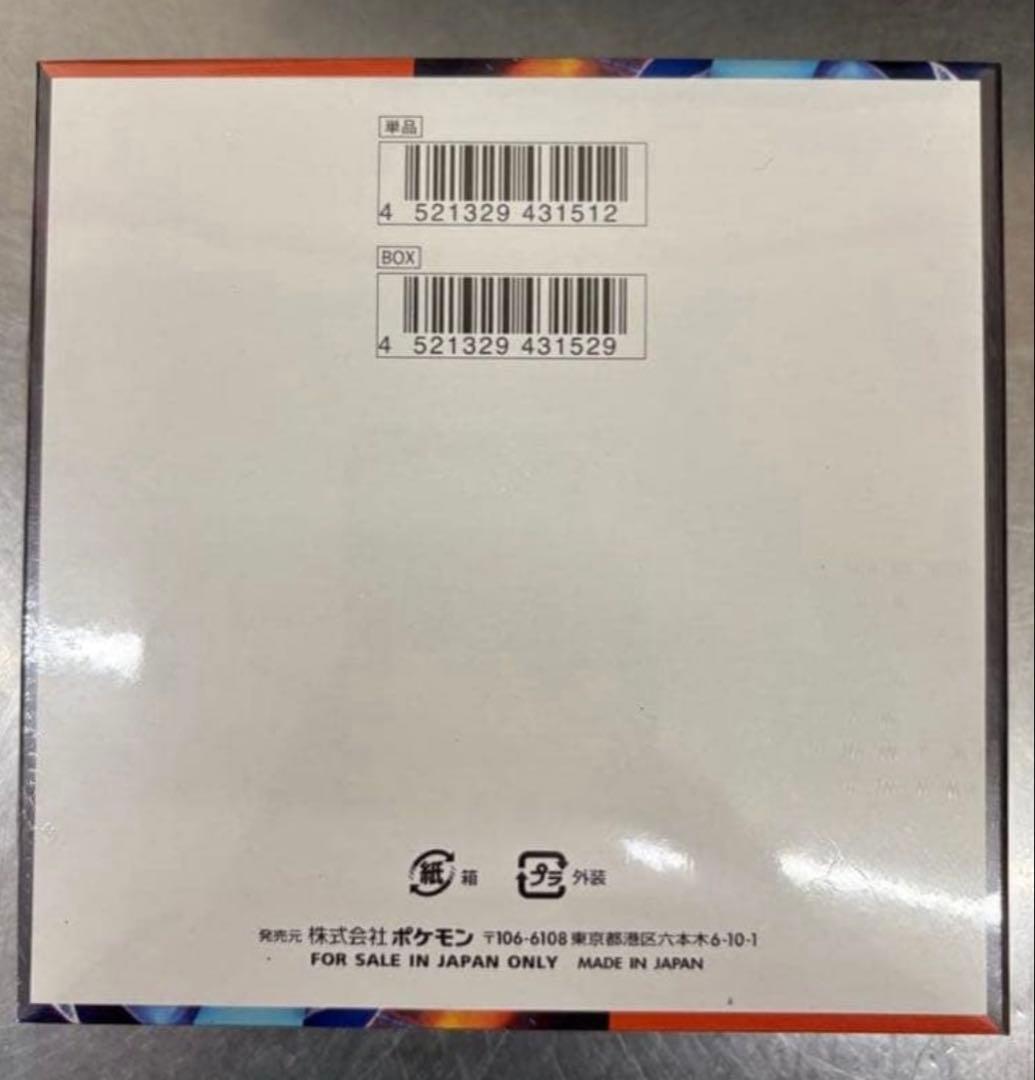 単品
4 521329 431512
BOX
4 521329 431529
紙 箱 プラ 外装
発売元 株式会社ポケモン 〒106-6108 東京都港区六本木6-10-1
FOR SALE IN JAPAN ONLY MADE IN JAPAN